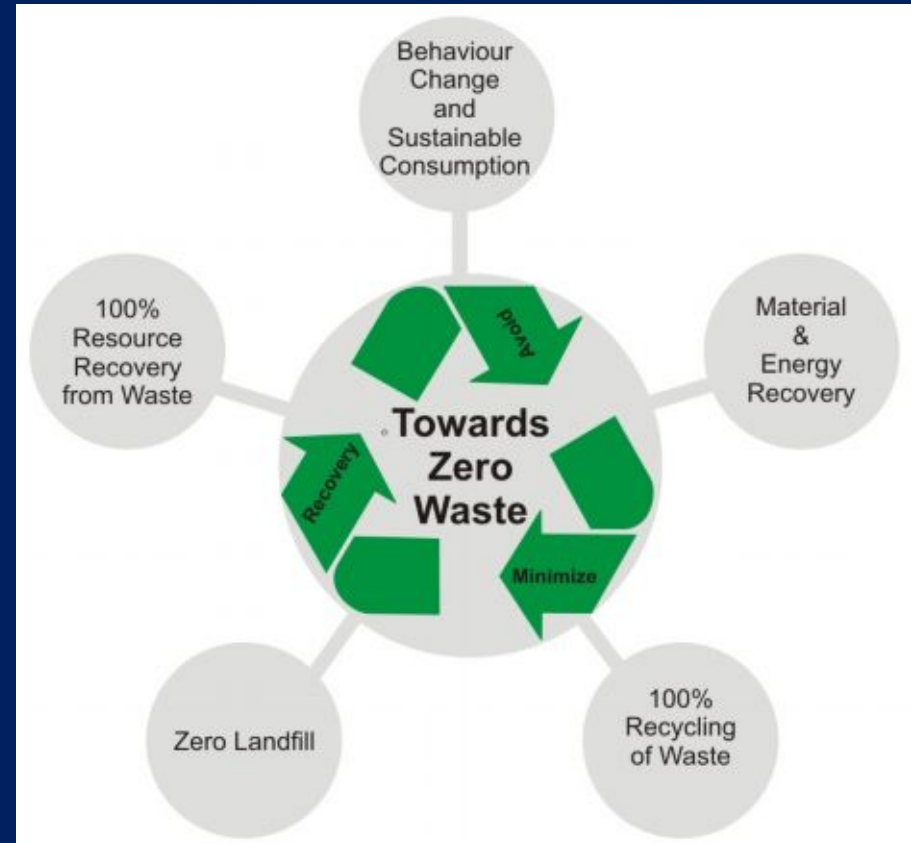 Behaviour
Change
and
Sustainable
Consumption
100%
Resource
Recovery
from Waste
Material
&
Energy
Recovery
Avoid
Towards
Zero
Waste
Recovery
Minimize
Zero Landfill
100%
Recycling
of Waste